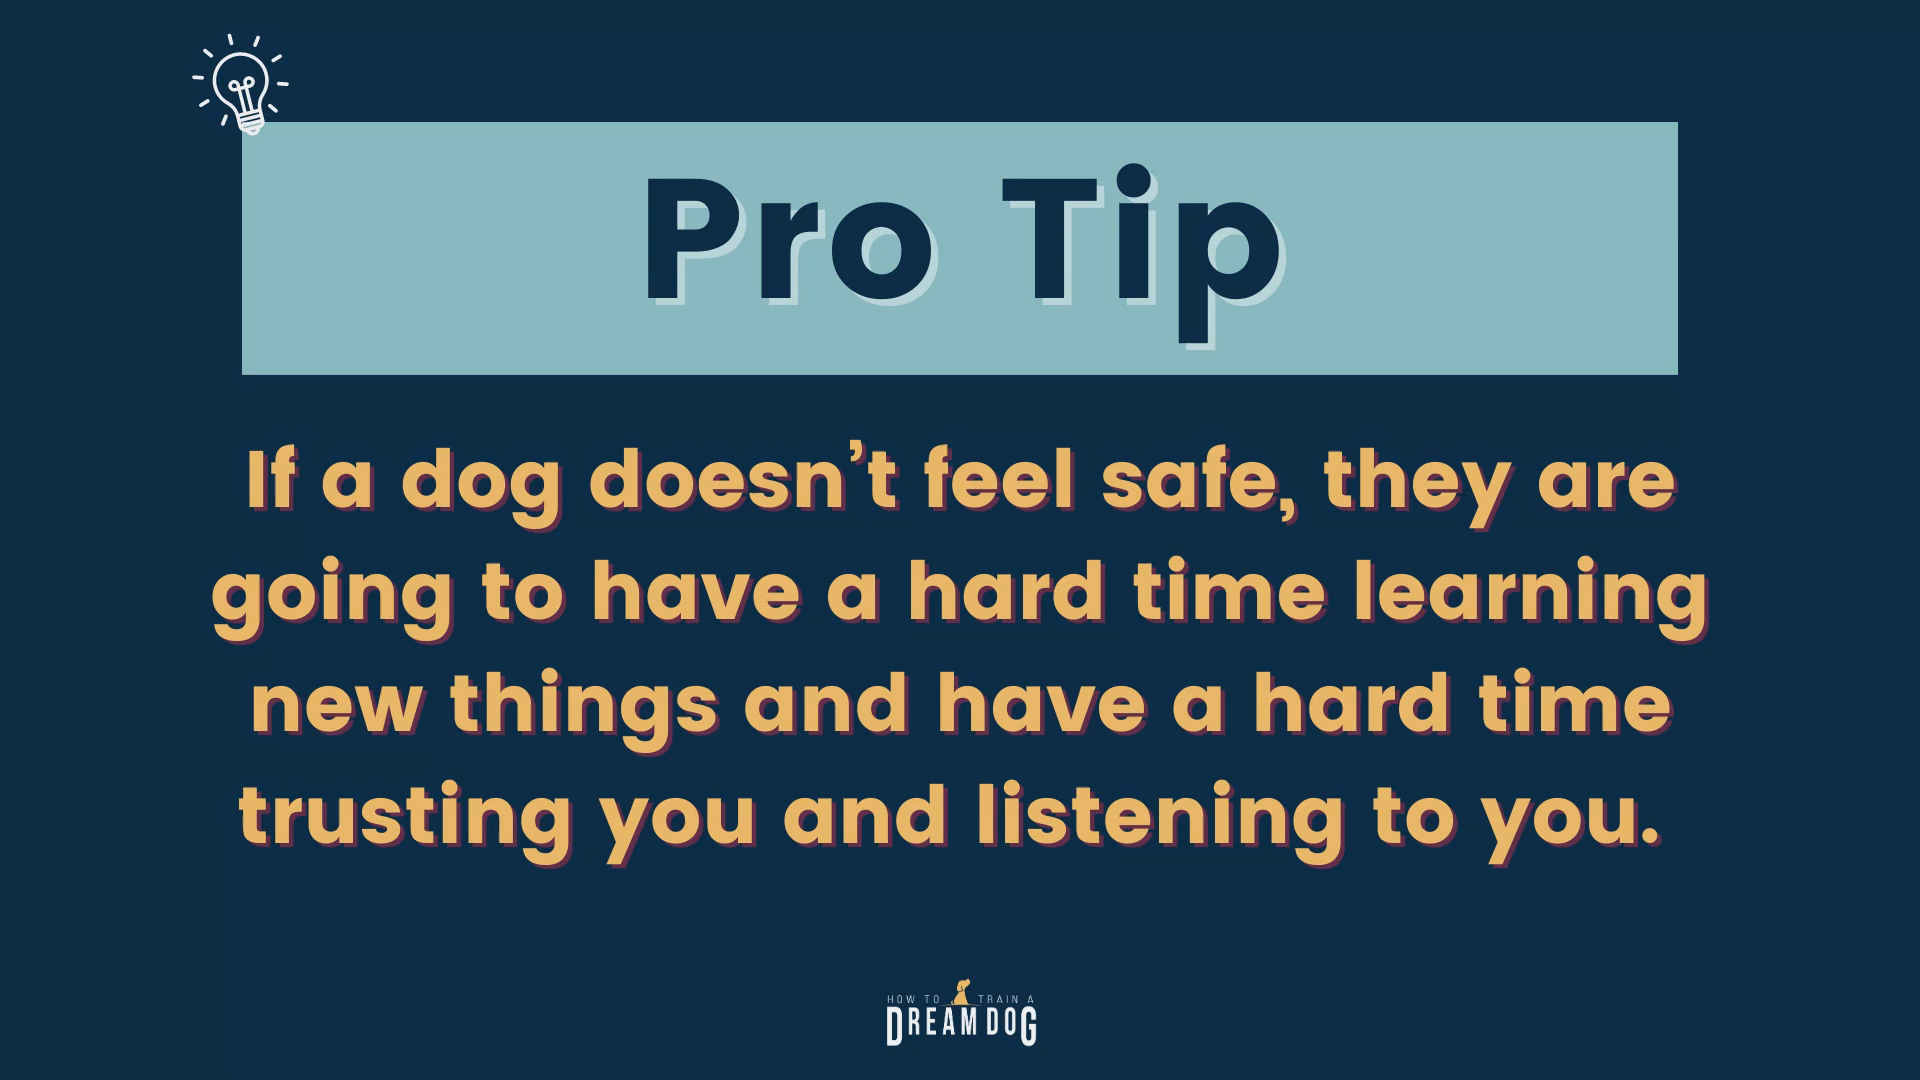 Pro Tip
If a dog doesn’t feel safe, they are
going to have a hard time learning
new things and have a hard time
trusting you and listening to you.
HOW TO TRAIN A
DREAM DOG